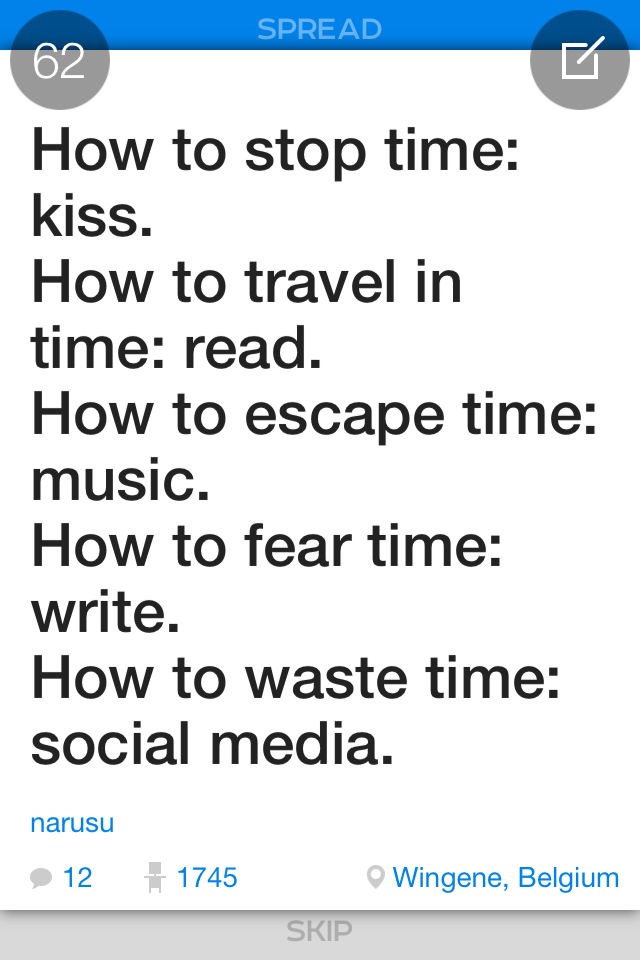 SPREAD
62
How to stop time:
kiss.
How to travel in
time: read.
How to escape time:
music.
How to fear time:
write.
How to waste time:
social media.
narusu
12 1745 Wingene, Belgium
SKIP